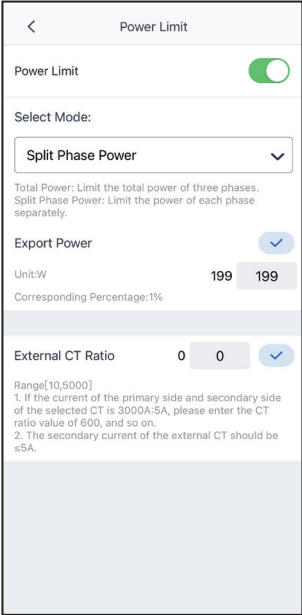 Power Limit
Power Limit
Select Mode:
Split Phase Power
Total Power: Limit the total power of three phases.
Split Phase Power: Limit the power of each phase
separately.
Export Power
Unit:W 199 199
Corresponding Percentage:1%
External CT Ratio 0 0
Range[10,5000]
1. If the current of the primary side and secondary side
of the selected CT is 3000A:5A, please enter the CT
ratio value of 600, and so on.
2. The secondary current of the external CT should be
≤5A.